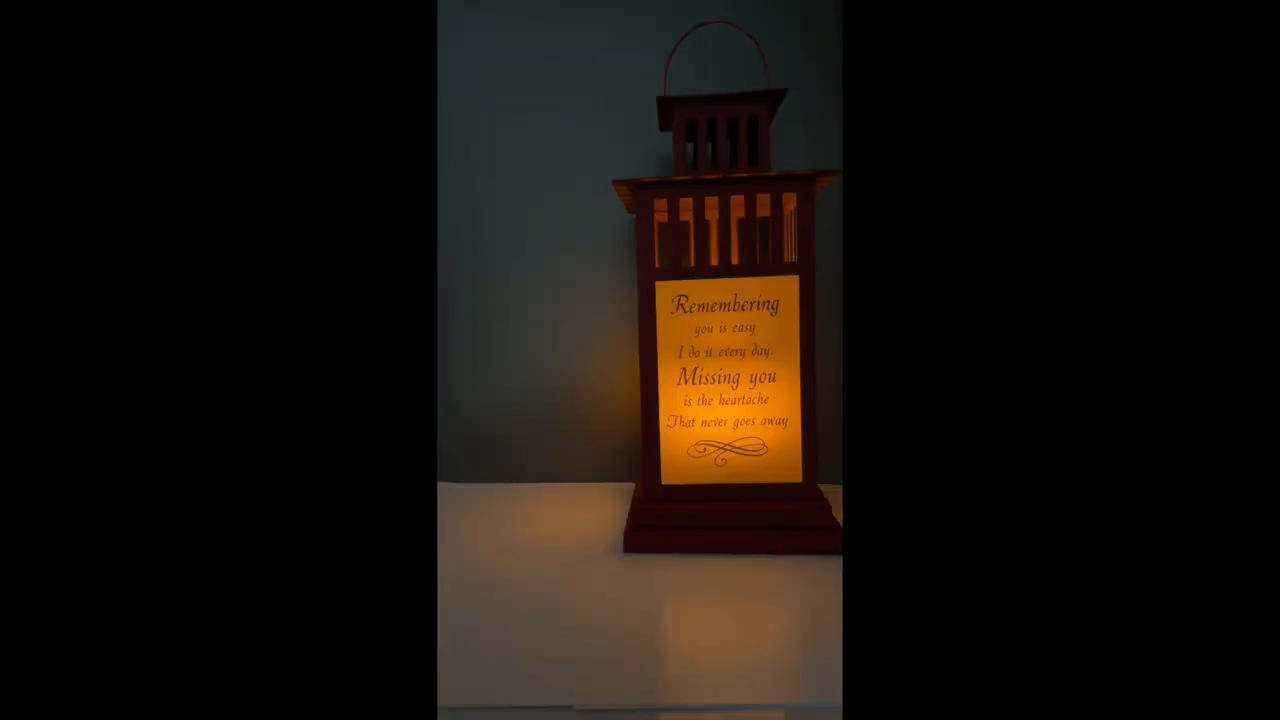 Remembering
you is easy
I do it every day.
Missing you
is the heartache
That never goes away